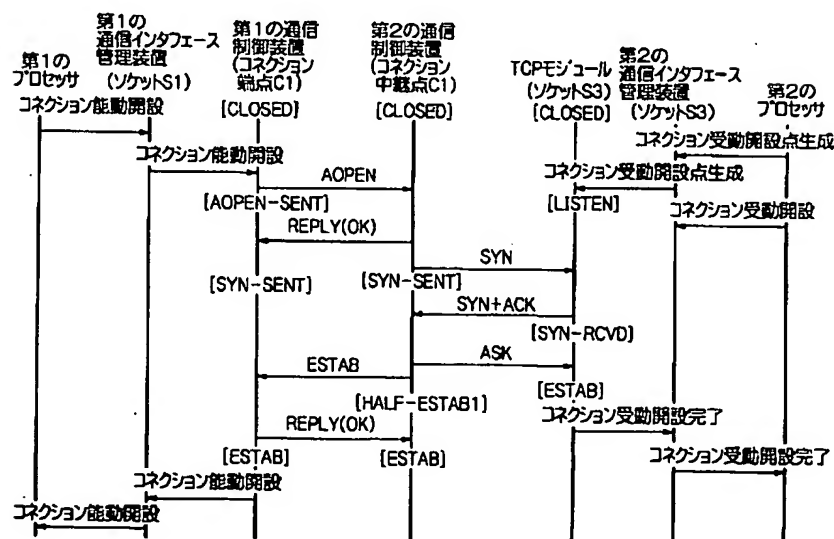 第1の
プロセッサ
第1の
通信インタフェース
管理装置
(ソケットS1)
第1の通信
制御装置
(コネクション
端点C1)
第2の通信
制御装置
(コネクション
中継点C1)
TCPモジュール
(ソケットS3)
第2の
通信インタフェース
管理装置
(ソケットS3)
第2の
プロセッサ
コネクション能動開設
[CLOSED]
[CLOSED]
[CLOSED]
コネクション受動開設点生成
コネクション能動開設
コネクション受動開設点生成
AOPEN
[AOPEN-SENT]
[LISTEN]
コネクション受動開設
REPLY(OK)
SYN
[SYN-SENT]
[SYN-SENT]
SYN+ACK
[SYN-RCVD]
ESTAB
ASK
[ESTAB]
[HALF-ESTAB1]
コネクション受動開設完了
REPLY(OK)
[ESTAB]
[ESTAB]
コネクション受動開設完了
コネクション能動開設
コネクション能動開設